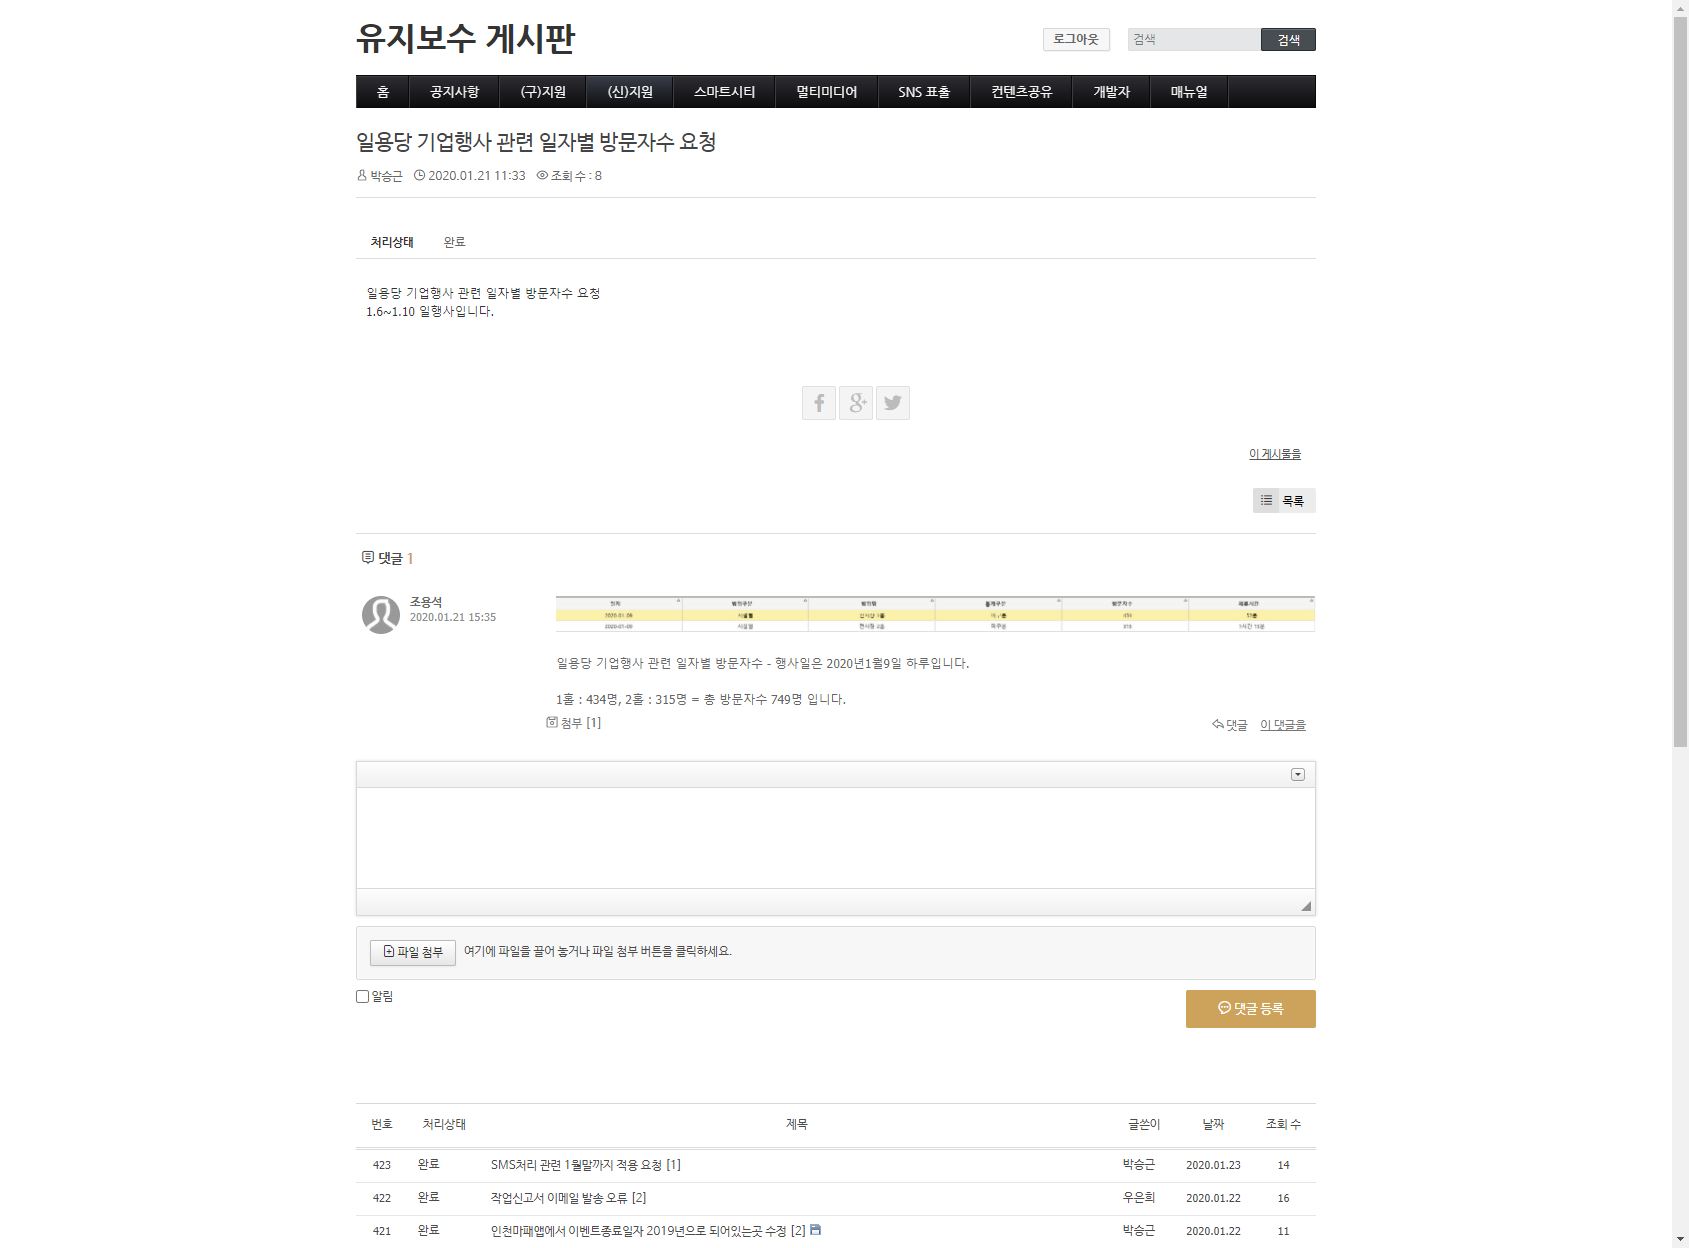 유지보수 게시판
로그아웃
검색
검색
홈 공지사항 (구)지원 (신)지원 스마트시티 멀티미디어 SNS 표출 컨텐츠공유 개발자 매뉴얼
일용당 기업행사 관련 일자별 방문자수 요청
박승근 2020.01.21 11:33 조회 수 : 8
처리상태 완료
일용당 기업행사 관련 일자별 방문자수 요청
1.6~1.10 일행사입니다.
이 게시물을
목록
댓글 1
조용석
2020.01.21 15:35
일자 방문자수
2020-01-09 434
2020-01-09 315
일용당 기업행사 관련 일자별 방문자수 - 행사일은 2020년1월9일 하루입니다.
1홀 : 434명, 2홀 : 315명 = 총 방문자수 749명 입니다.
첨부 [1]
댓글 이 댓글을
파일 첨부 여기에 파일을 끌어 놓거나 파일 첨부 버튼을 클릭하세요.
알림
댓글 등록
번호 처리상태 제목 글쓴이 날짜 조회 수
423 완료 SMS처리 관련 1월말까지 적용 요청 [1] 박승근 2020.01.23 14
422 완료 작업신고서 이메일 발송 오류 [2] 우은희 2020.01.22 16
421 완료 인천마패앱에서 이벤트종료일자 2019년으로 되어있는곳 수정 [2] 박승근 2020.01.22 11